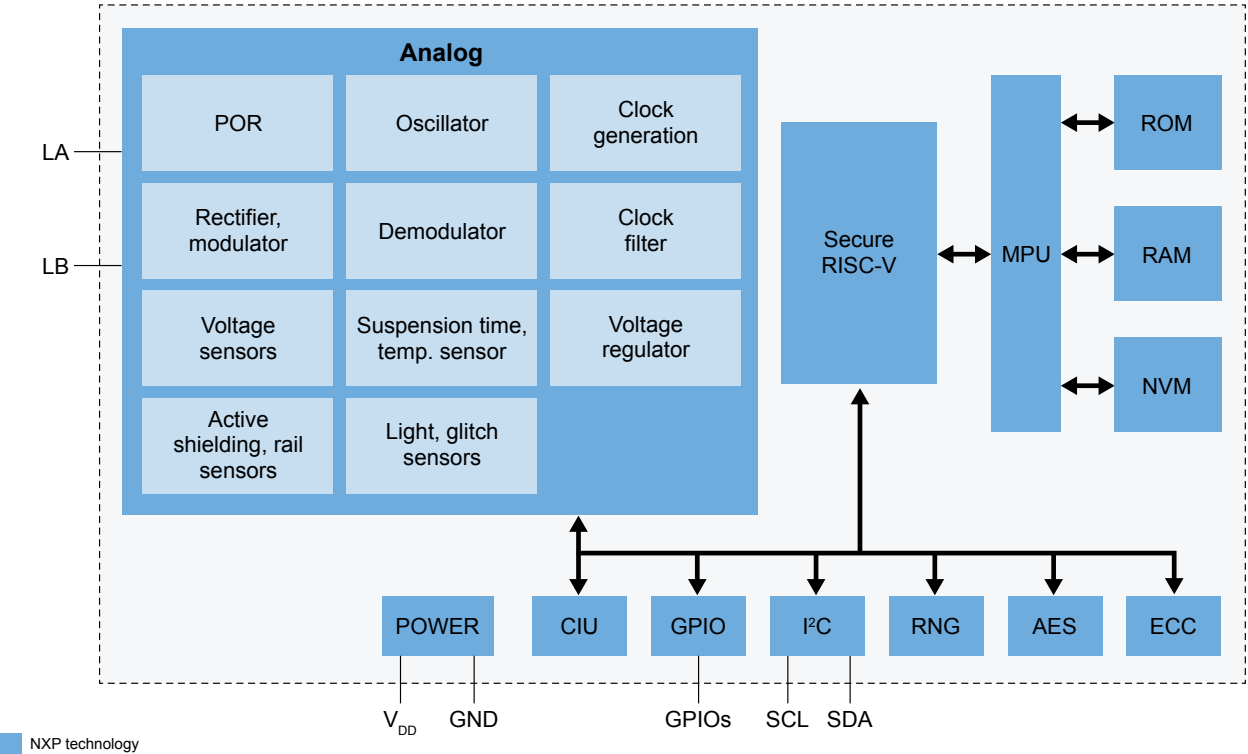 Analog
POR
Oscillator
Clock
generation
LA
ROM
Rectifier,
modulator
Demodulator
Clock
filter
Secure
RISC-V
MPU
RAM
LB
Voltage
sensors
Suspension time,
temp. sensor
Voltage
regulator
NVM
Active
shielding, rail
sensors
Light, glitch
sensors
POWER
CIU
GPIO
I²C
RNG
AES
ECC
V_DD
GND
GPIOs
SCL
SDA
NXP technology